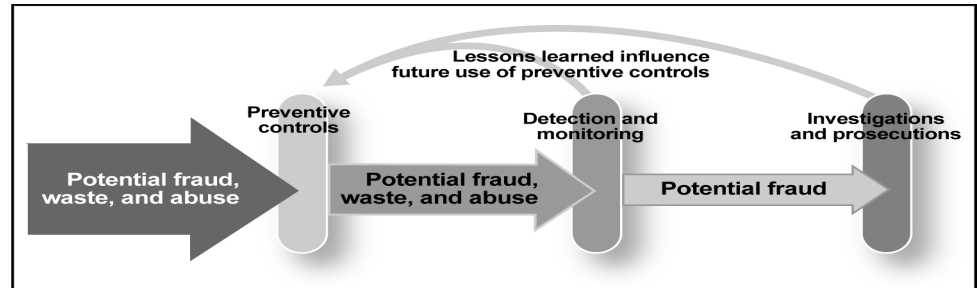 Lessons learned influence
future use of preventive controls
Preventive
controls
Detection and
monitoring
Investigations
and prosecutions
Potential fraud,
waste, and abuse
Potential fraud,
waste, and abuse
Potential fraud